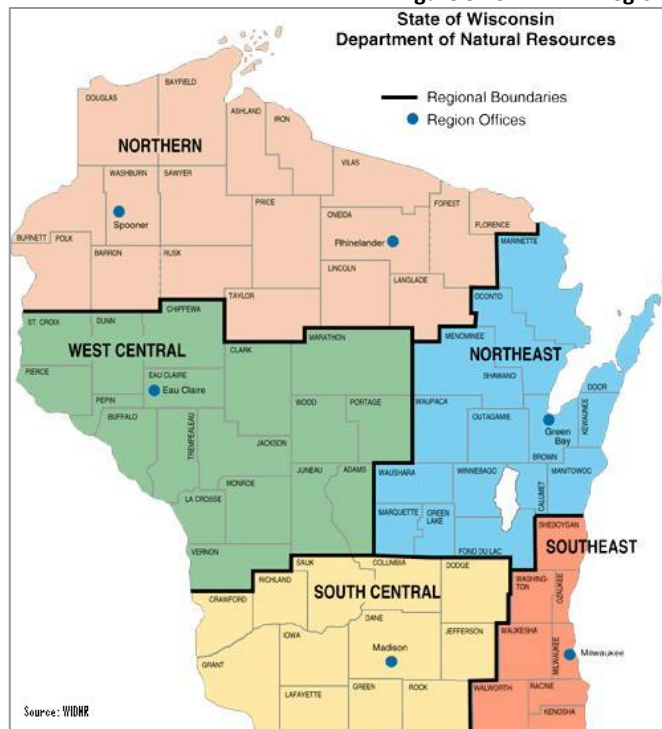 State of Wisconsin
Department of Natural Resources
Regional Boundaries
Region Offices
BAYFIELD
DOUGLAS
ASHLAND
IRON
NORTHERN
VILAS
WASHBURN
SAWYER
PRICE
FOREST
ONEIDA
Spooner
FLORENCE
BURNETT
POLK
Rhinelander
MARINETTE
BARRON
RUSK
LINCOLN
LANGLADE
TAYLOR
OCONTO
CHIPPEWA
ST. CROIX
DUNN
MARATHON
MENOMINEE
WEST CENTRAL
CLARK
NORTHEAST
PIERCE
EAU CLAIRE
SHAWANO
Eau Claire
DOOR
PEPIN
WOOD
PORTAGE
WAUPACA
KEWAUNEE
BUFFALO
OUTAGAMIE
Green
Bay
TREMPEALEAU
JACKSON
BROWN
JUNEAU
ADAMS
WAUSHARA
WINNEBAGO
MANITOWOC
MONROE
CALUMET
LA CROSSE
MARQUETTE
GREEN
LAKE
SHEBOYGAN
VERNON
FOND DU LAC
SOUTHEAST
SAUK
COLUMBIA
DODGE
RICHLAND
WASHING-
TON
OZAUKEE
CRAWFORD
SOUTH CENTRAL
DANE
IOWA
JEFFERSON
WAUKESHA
MILWAUKEE
Madison
Milwaukee
GRANT
LAFAYETTE
GREEN
ROCK
WALWORTH
RACINE
KENOSHA
Source: WIDNR